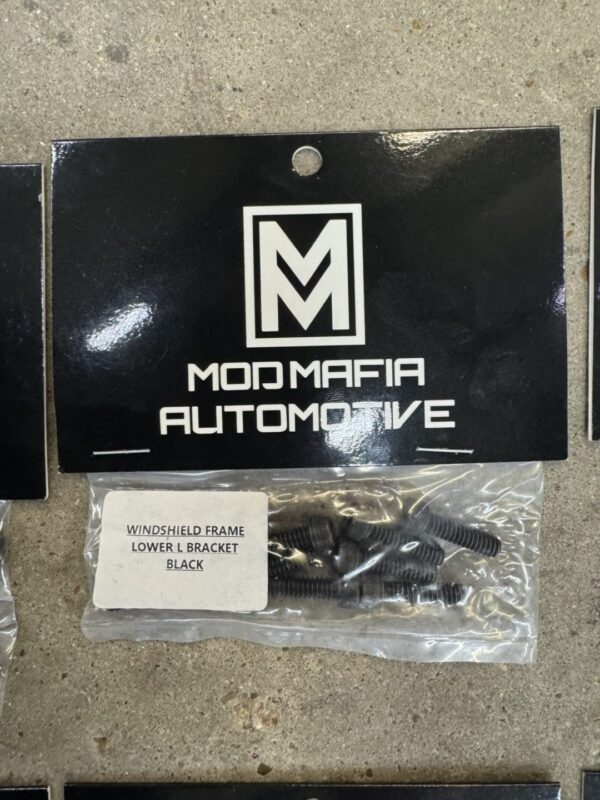 M
MOD MAFIA
AUTOMOTIVE
WINDSHIELD FRAME
LOWER L BRACKET
BLACK